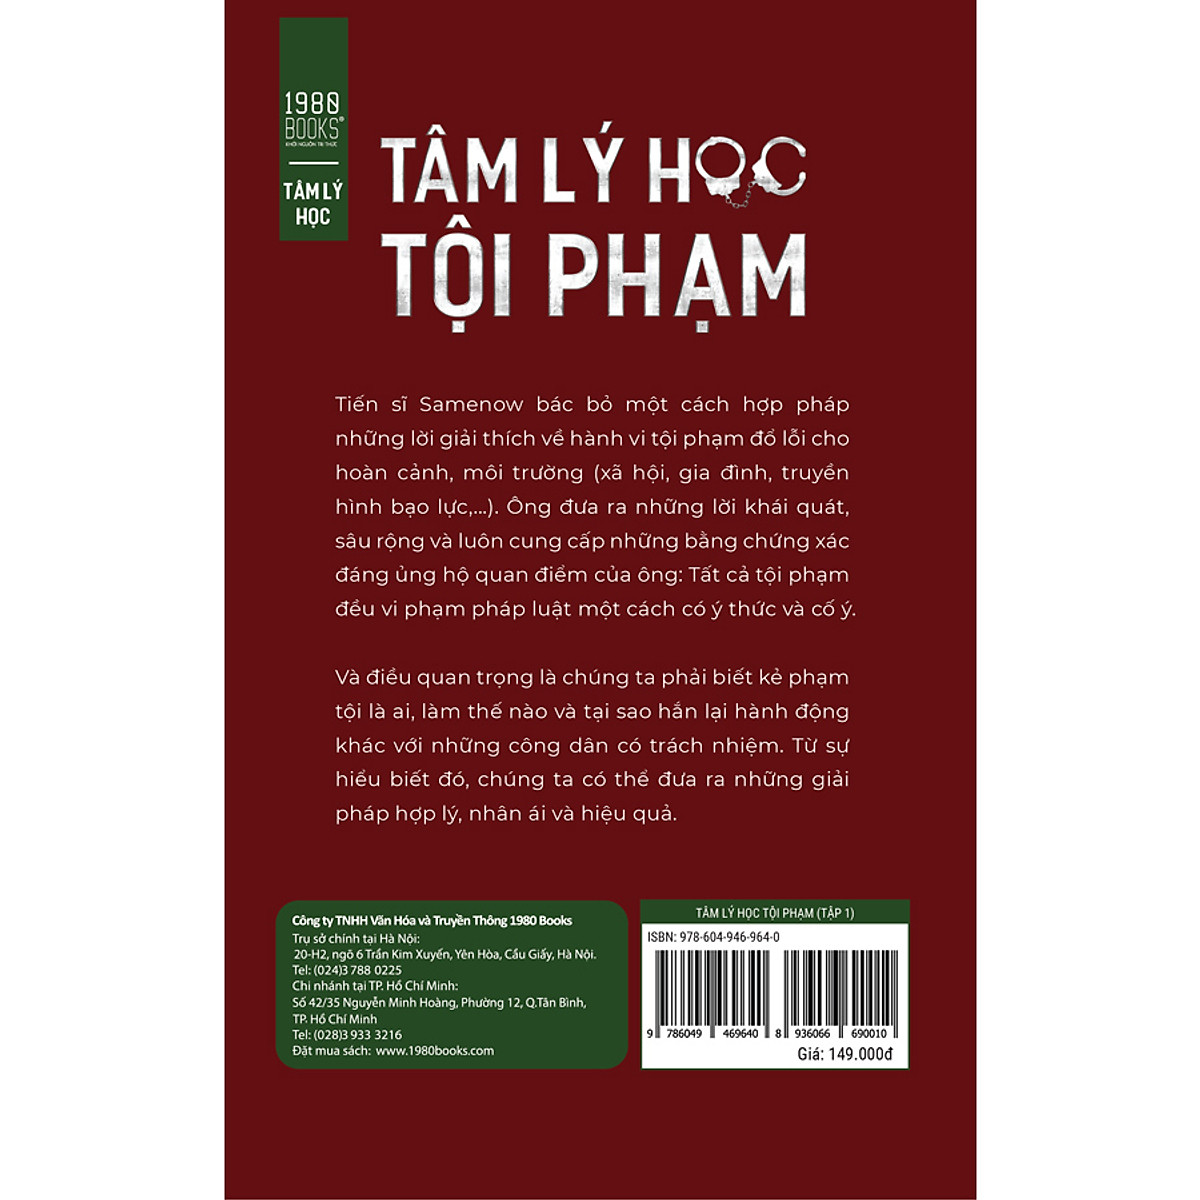 1980
BOOKS®
KHƠI NGUỒN TRI THỨC
TÂM LÝ
HỌC
TÂM LÝ HỌC
TỘI PHẠM
Tiến sĩ Samenow bác bỏ một cách hợp pháp
những lời giải thích về hành vi tội phạm đổ lỗi cho
hoàn cảnh, môi trường (xã hội, gia đình, truyền
hình bạo lực,...). Ông đưa ra những lời khái quát,
sâu rộng và luôn cung cấp những bằng chứng xác
đáng ủng hộ quan điểm của ông: Tất cả tội phạm
đều vi phạm pháp luật một cách có ý thức và cố ý.
Và điều quan trọng là chúng ta phải biết kẻ phạm
tội là ai, làm thế nào và tại sao hắn lại hành động
khác với những công dân có trách nhiệm. Từ sự
hiểu biết đó, chúng ta có thể đưa ra những giải
pháp hợp lý, nhân ái và hiệu quả.
Công ty TNHH Văn Hóa và Truyền Thông 1980 Books
Trụ sở chính tại Hà Nội:
20-H2, ngõ 6 Trần Kim Xuyến, Yên Hòa, Cầu Giấy, Hà Nội.
Tel: (024)3 788 0225
Chi nhánh tại TP. Hồ Chí Minh:
Số 42/35 Nguyễn Minh Hoàng, Phường 12, Q.Tân Bình,
TP. Hồ Chí Minh
Tel: (028)3 933 3216
Đặt mua sách: www.1980books.com
TÂM LÝ HỌC TỘI PHẠM (TẬP 1)
ISBN: 978-604-946-964-0
9 786049 469640 8 936066 690010
Giá: 149.000đ